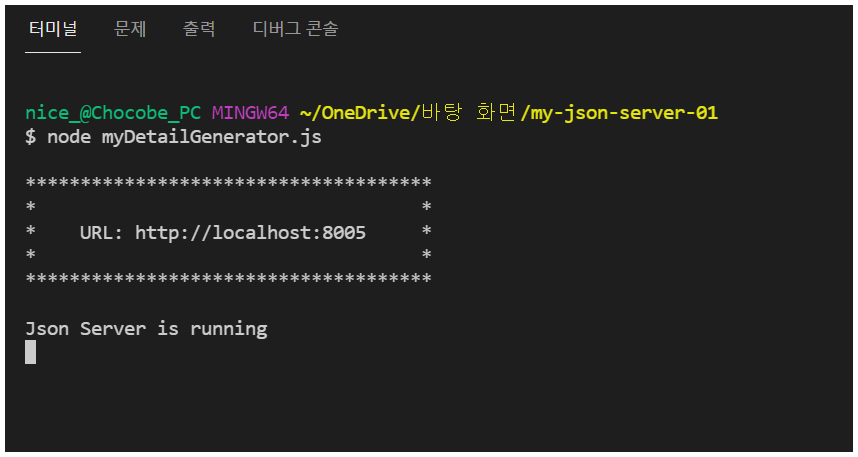 터미널 문제 출력 디버그 콘솔
nice_@Chocobe_PC MINGW64 ~/OneDrive/바탕 화면/my-json-server-01
$ node myDetailGenerator.js
*************************************
*                                   *
*    URL: http://localhost:8005     *
*                                   *
*************************************
Json Server is running